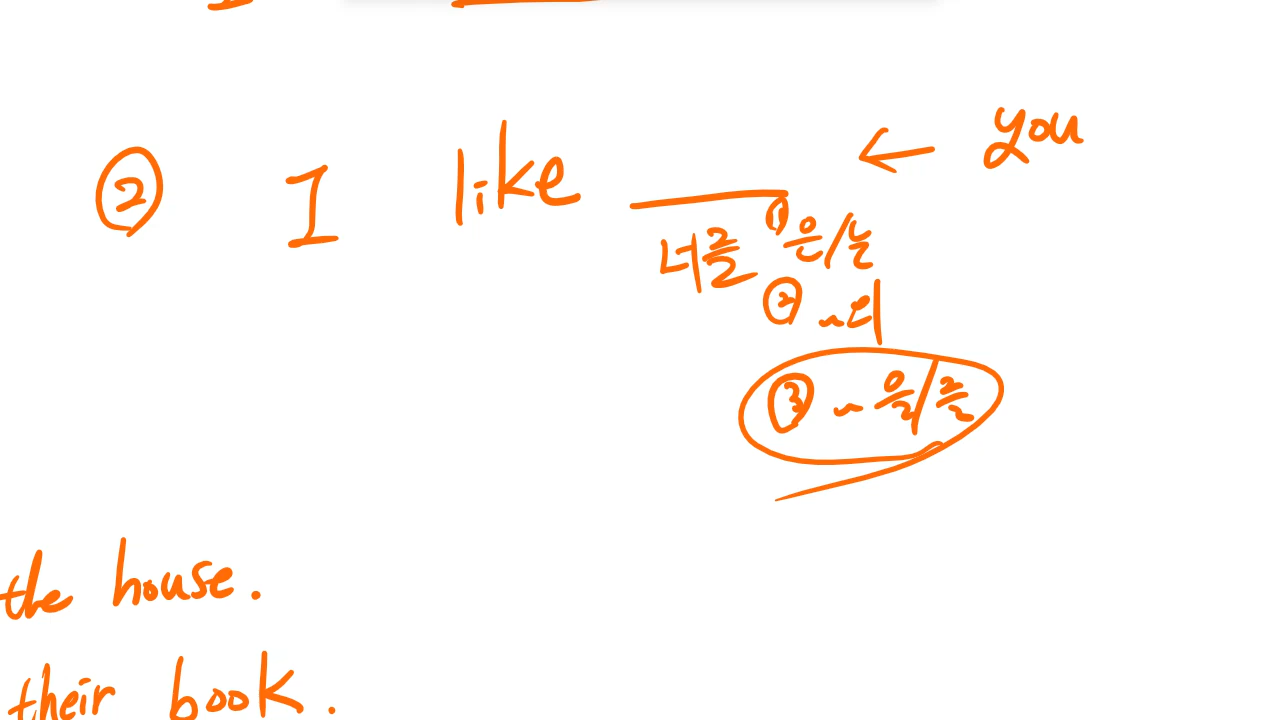 ② I like ____ ← you
너를 ① 은/는
② ~의
③ ~ 을/를
the house.
their book.